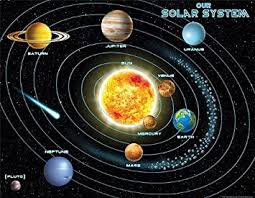 OUR
SOLAR SYSTEM
SATURN
JUPITER
URANUS
SUN
VENUS
MERCURY
EARTH
MARS
NEPTUNE
(PLUTO)